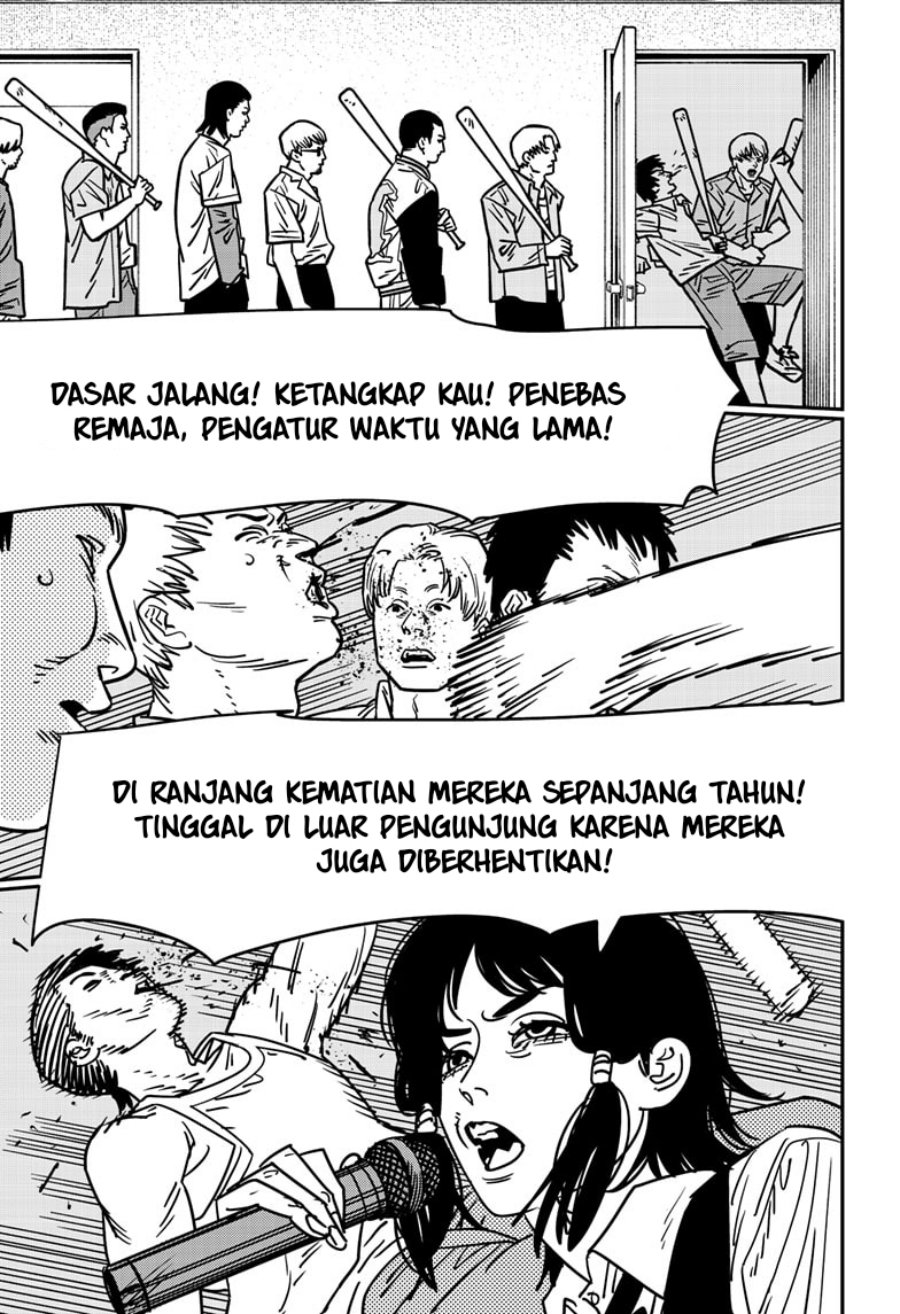 DASAR JALANG! KETANGKAP KAU! PENEBAS
REMAJA, PENGATUR WAKTU YANG LAMA!
DI RANJANG KEMATIAN MEREKA SEPANJANG TAHUN!
TINGGAL DI LUAR PENGUNJUNG KARENA MEREKA
JUGA DIBERHENTIKAN!